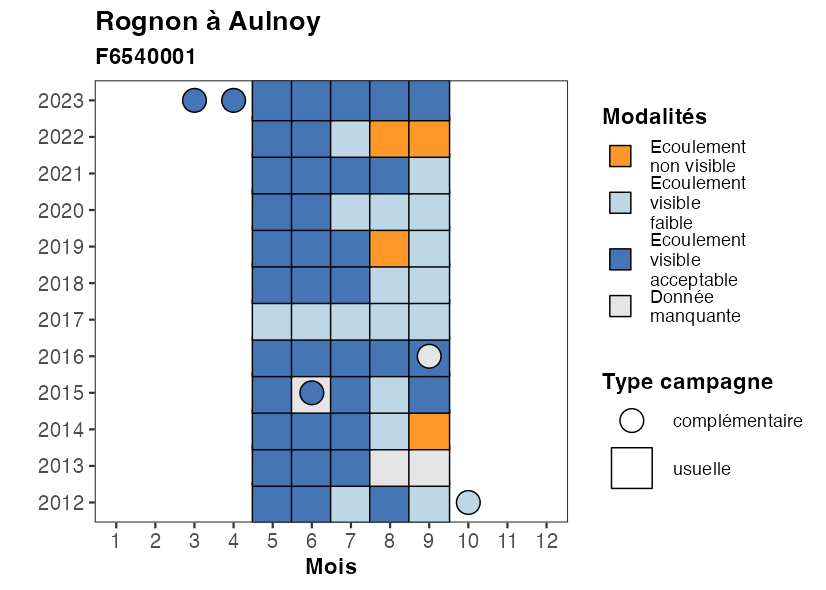 Rognon à Aulnoy
F6540001
2023
2022
2021
2020
2019
2018
2017
2016
2015
2014
2013
2012
1 2 3 4 5 6 7 8 9 10 11 12
Mois
Modalités
Ecoulement
non visible
Ecoulement
visible
faible
Ecoulement
visible
acceptable
Donnée
manquante
Type campagne
complémentaire
usuelle